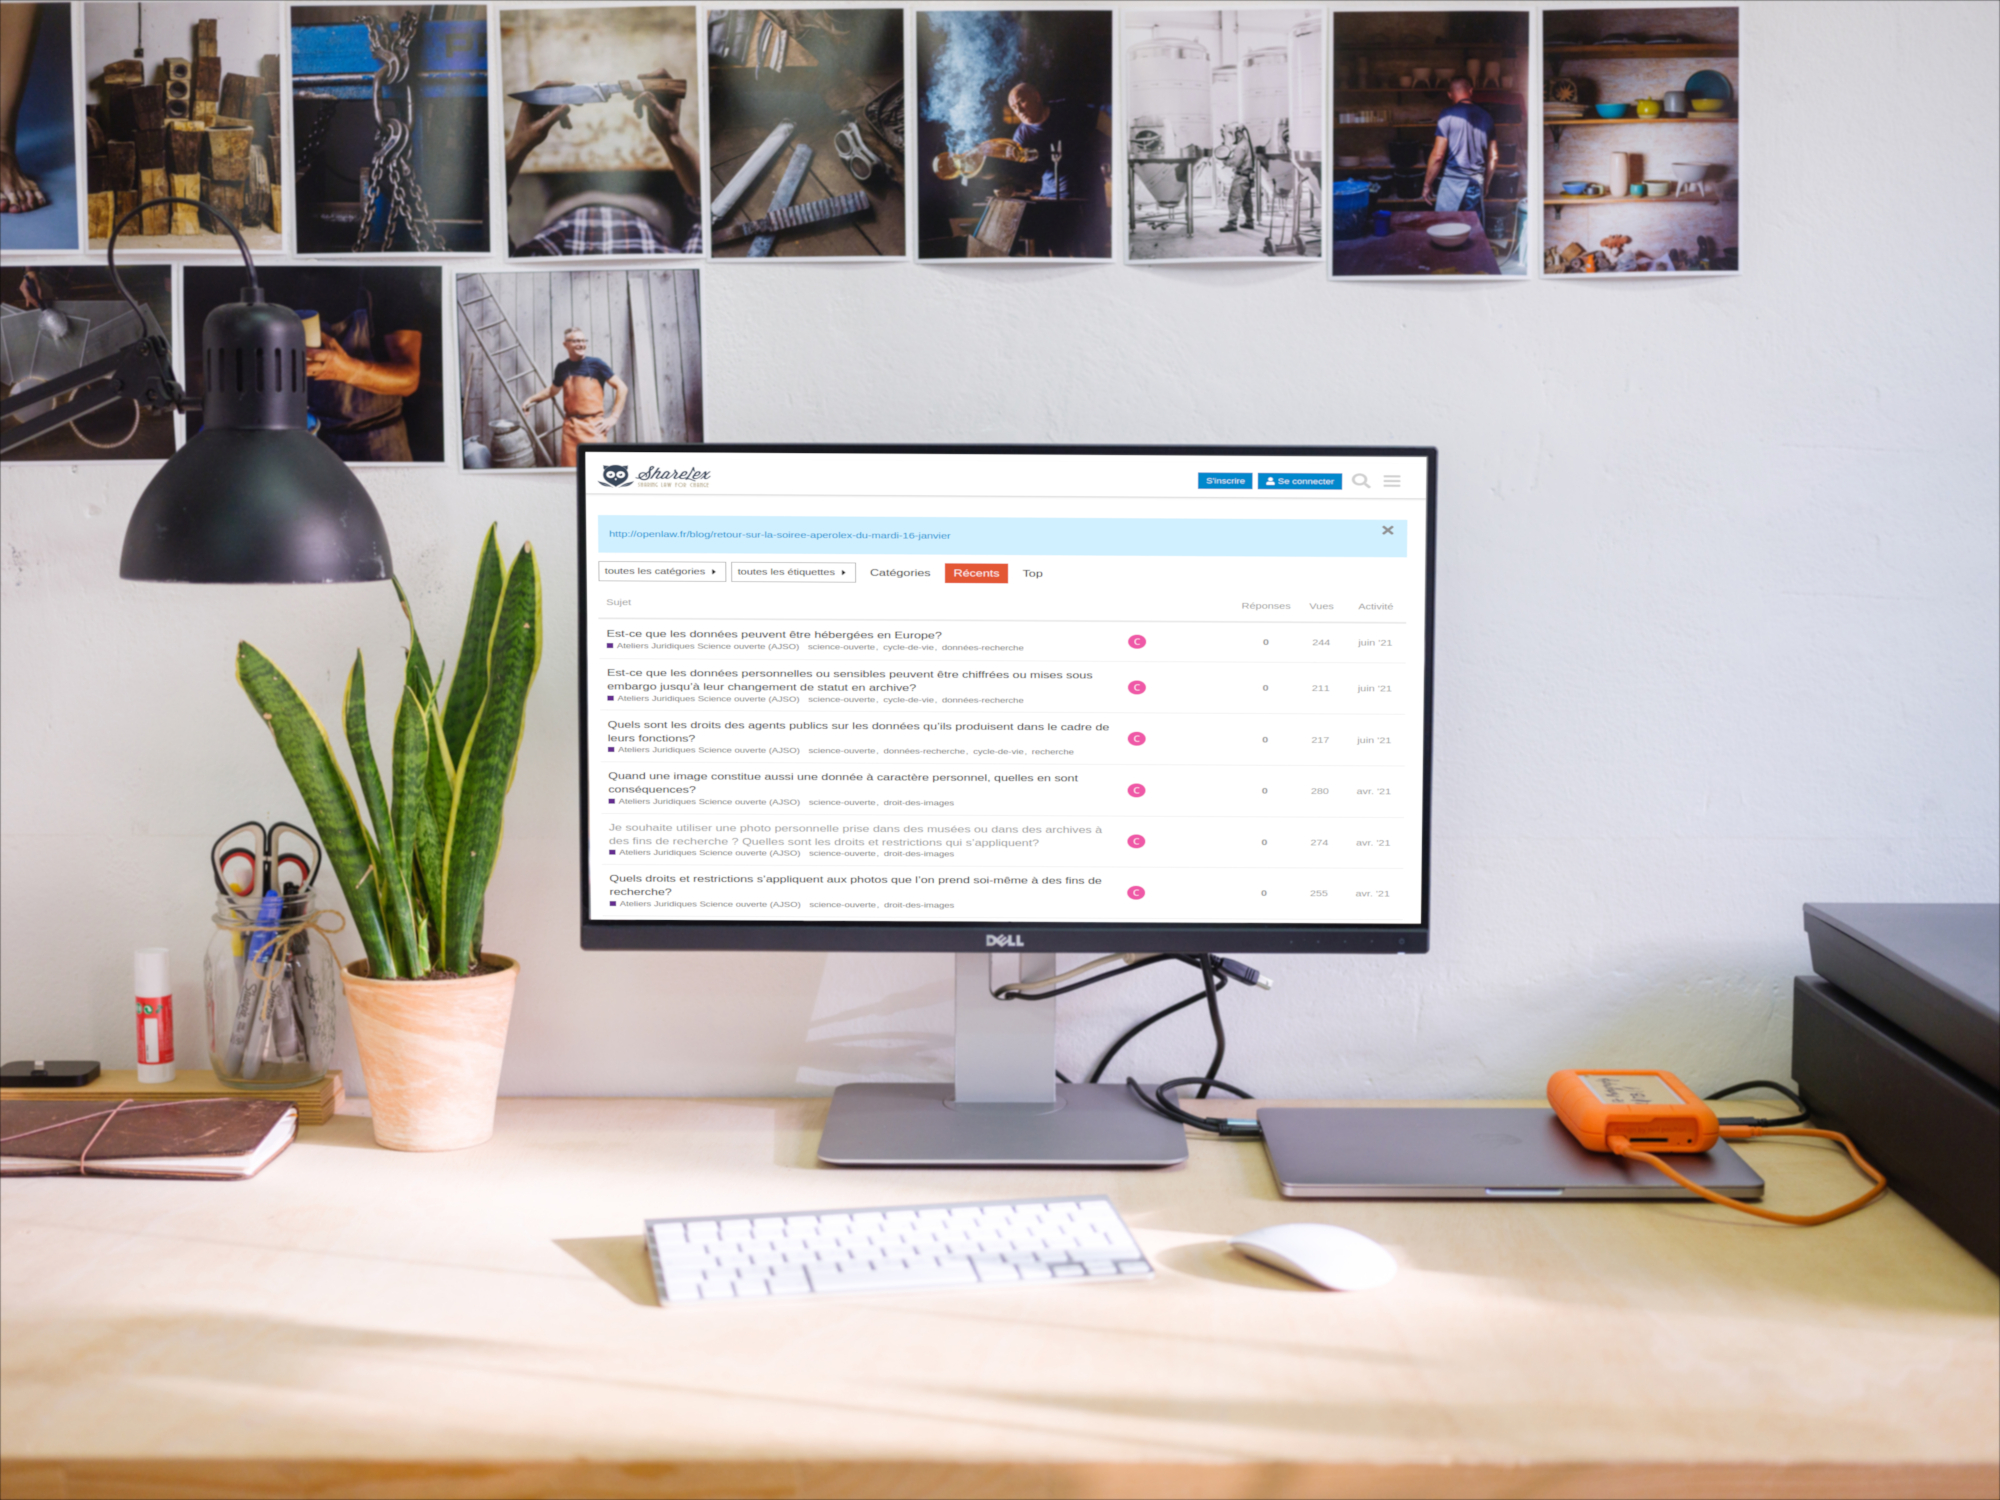 ShareLex
SHARING LAW FOR CHANGE
S'inscrire
Se connecter
http://openlaw.fr/blog/retour-sur-la-soiree-aperolex-du-mardi-16-janvier
toutes les catégories
toutes les étiquettes
Catégories
Récents
Top
Sujet
Réponses
Vues
Activité
Est-ce que les données peuvent être hébergées en Europe?
Ateliers Juridiques Science ouverte (AJSO) science-ouverte, cycle-de-vie, données-recherche
C
0
244
juin '21
Est-ce que les données personnelles ou sensibles peuvent être chiffrées ou mises sous
embargo jusqu'à leur changement de statut en archive?
Ateliers Juridiques Science ouverte (AJSO) science-ouverte, cycle-de-vie, données-recherche
C
0
211
juin '21
Quels sont les droits des agents publics sur les données qu'ils produisent dans le cadre de
leurs fonctions?
Ateliers Juridiques Science ouverte (AJSO) science-ouverte, données-recherche, cycle-de-vie, recherche
C
0
217
juin '21
Quand une image constitue aussi une donnée à caractère personnel, quelles en sont
conséquences?
Ateliers Juridiques Science ouverte (AJSO) science-ouverte, droit-des-images
C
0
280
avr. '21
Je souhaite utiliser une photo personnelle prise dans des musées ou dans des archives à
des fins de recherche ? Quelles sont les droits et restrictions qui s'appliquent?
Ateliers Juridiques Science ouverte (AJSO) science-ouverte, droit-des-images
C
0
274
avr. '21
Quels droits et restrictions s'appliquent aux photos que l'on prend soi-même à des fins de
recherche?
Ateliers Juridiques Science ouverte (AJSO) science-ouverte, droit-des-images
C
0
255
avr. '21
DELL
Sharpie